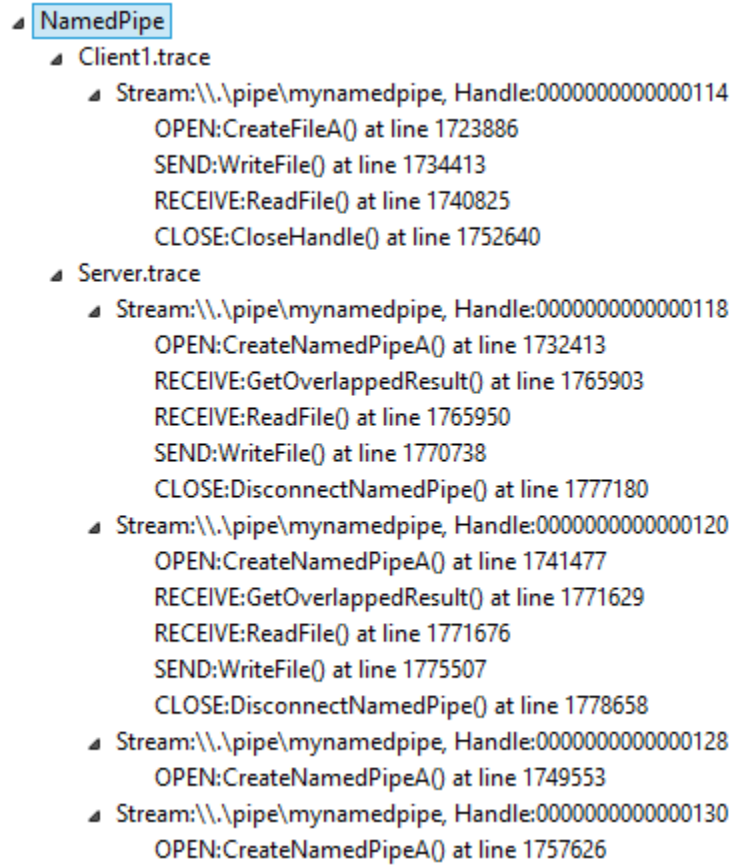 NamedPipe
Client1.trace
Stream:\\.\pipe\mynamedpipe, Handle:0000000000000114
OPEN:CreateFileA() at line 1723886
SEND:WriteFile() at line 1734413
RECEIVE:ReadFile() at line 1740825
CLOSE:CloseHandle() at line 1752640
Server.trace
Stream:\\.\pipe\mynamedpipe, Handle:0000000000000118
OPEN:CreateNamedPipeA() at line 1732413
RECEIVE:GetOverlappedResult() at line 1765903
RECEIVE:ReadFile() at line 1765950
SEND:WriteFile() at line 1770738
CLOSE:DisconnectNamedPipe() at line 1777180
Stream:\\.\pipe\mynamedpipe, Handle:0000000000000120
OPEN:CreateNamedPipeA() at line 1741477
RECEIVE:GetOverlappedResult() at line 1771629
RECEIVE:ReadFile() at line 1771676
SEND:WriteFile() at line 1775507
CLOSE:DisconnectNamedPipe() at line 1778658
Stream:\\.\pipe\mynamedpipe, Handle:0000000000000128
OPEN:CreateNamedPipeA() at line 1749553
Stream:\\.\pipe\mynamedpipe, Handle:0000000000000130
OPEN:CreateNamedPipeA() at line 1757626